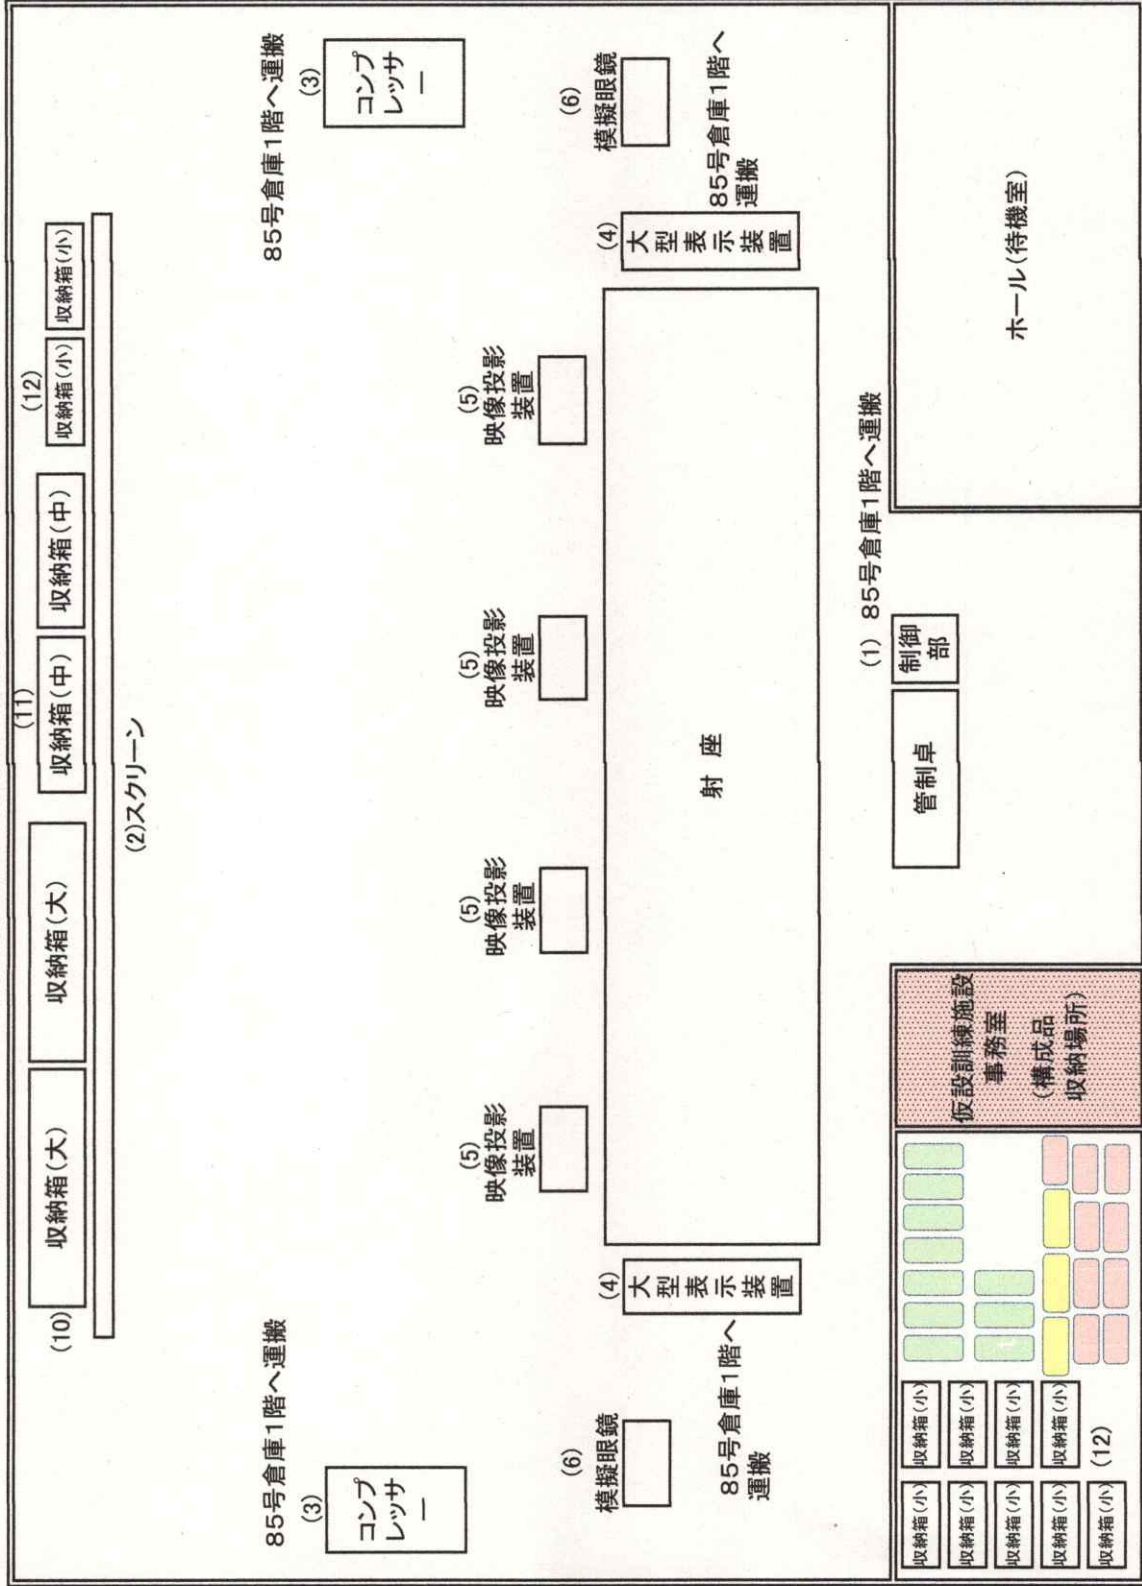 (10)
収納箱(大)
収納箱(大)
(11)
収納箱(中)
収納箱(中)
(12)
収納箱(小)
収納箱(小)
(2)スクリーン
85号倉庫1階へ運搬
(3)
コンプ
レッサ
ー
85号倉庫1階へ運搬
(3)
コンプ
レッサ
ー
(5)
映像投影
装置
(5)
映像投影
装置
(5)
映像投影
装置
(5)
映像投影
装置
(6)
模擬眼鏡
85号倉庫1階へ
運搬
(4)
大型表示装置
射座
(4)
大型表示装置
(6)
模擬眼鏡
85号倉庫1階へ
運搬
(1) 85号倉庫1階へ運搬
管制卓
制御
部
収納箱(小)
収納箱(小)
収納箱(小)
収納箱(小)
収納箱(小)
収納箱(小)
収納箱(小)
収納箱(小)
収納箱(小)
(12)
仮設訓練施設
事務室
(構成品
収納場所)
ホール(待機室)